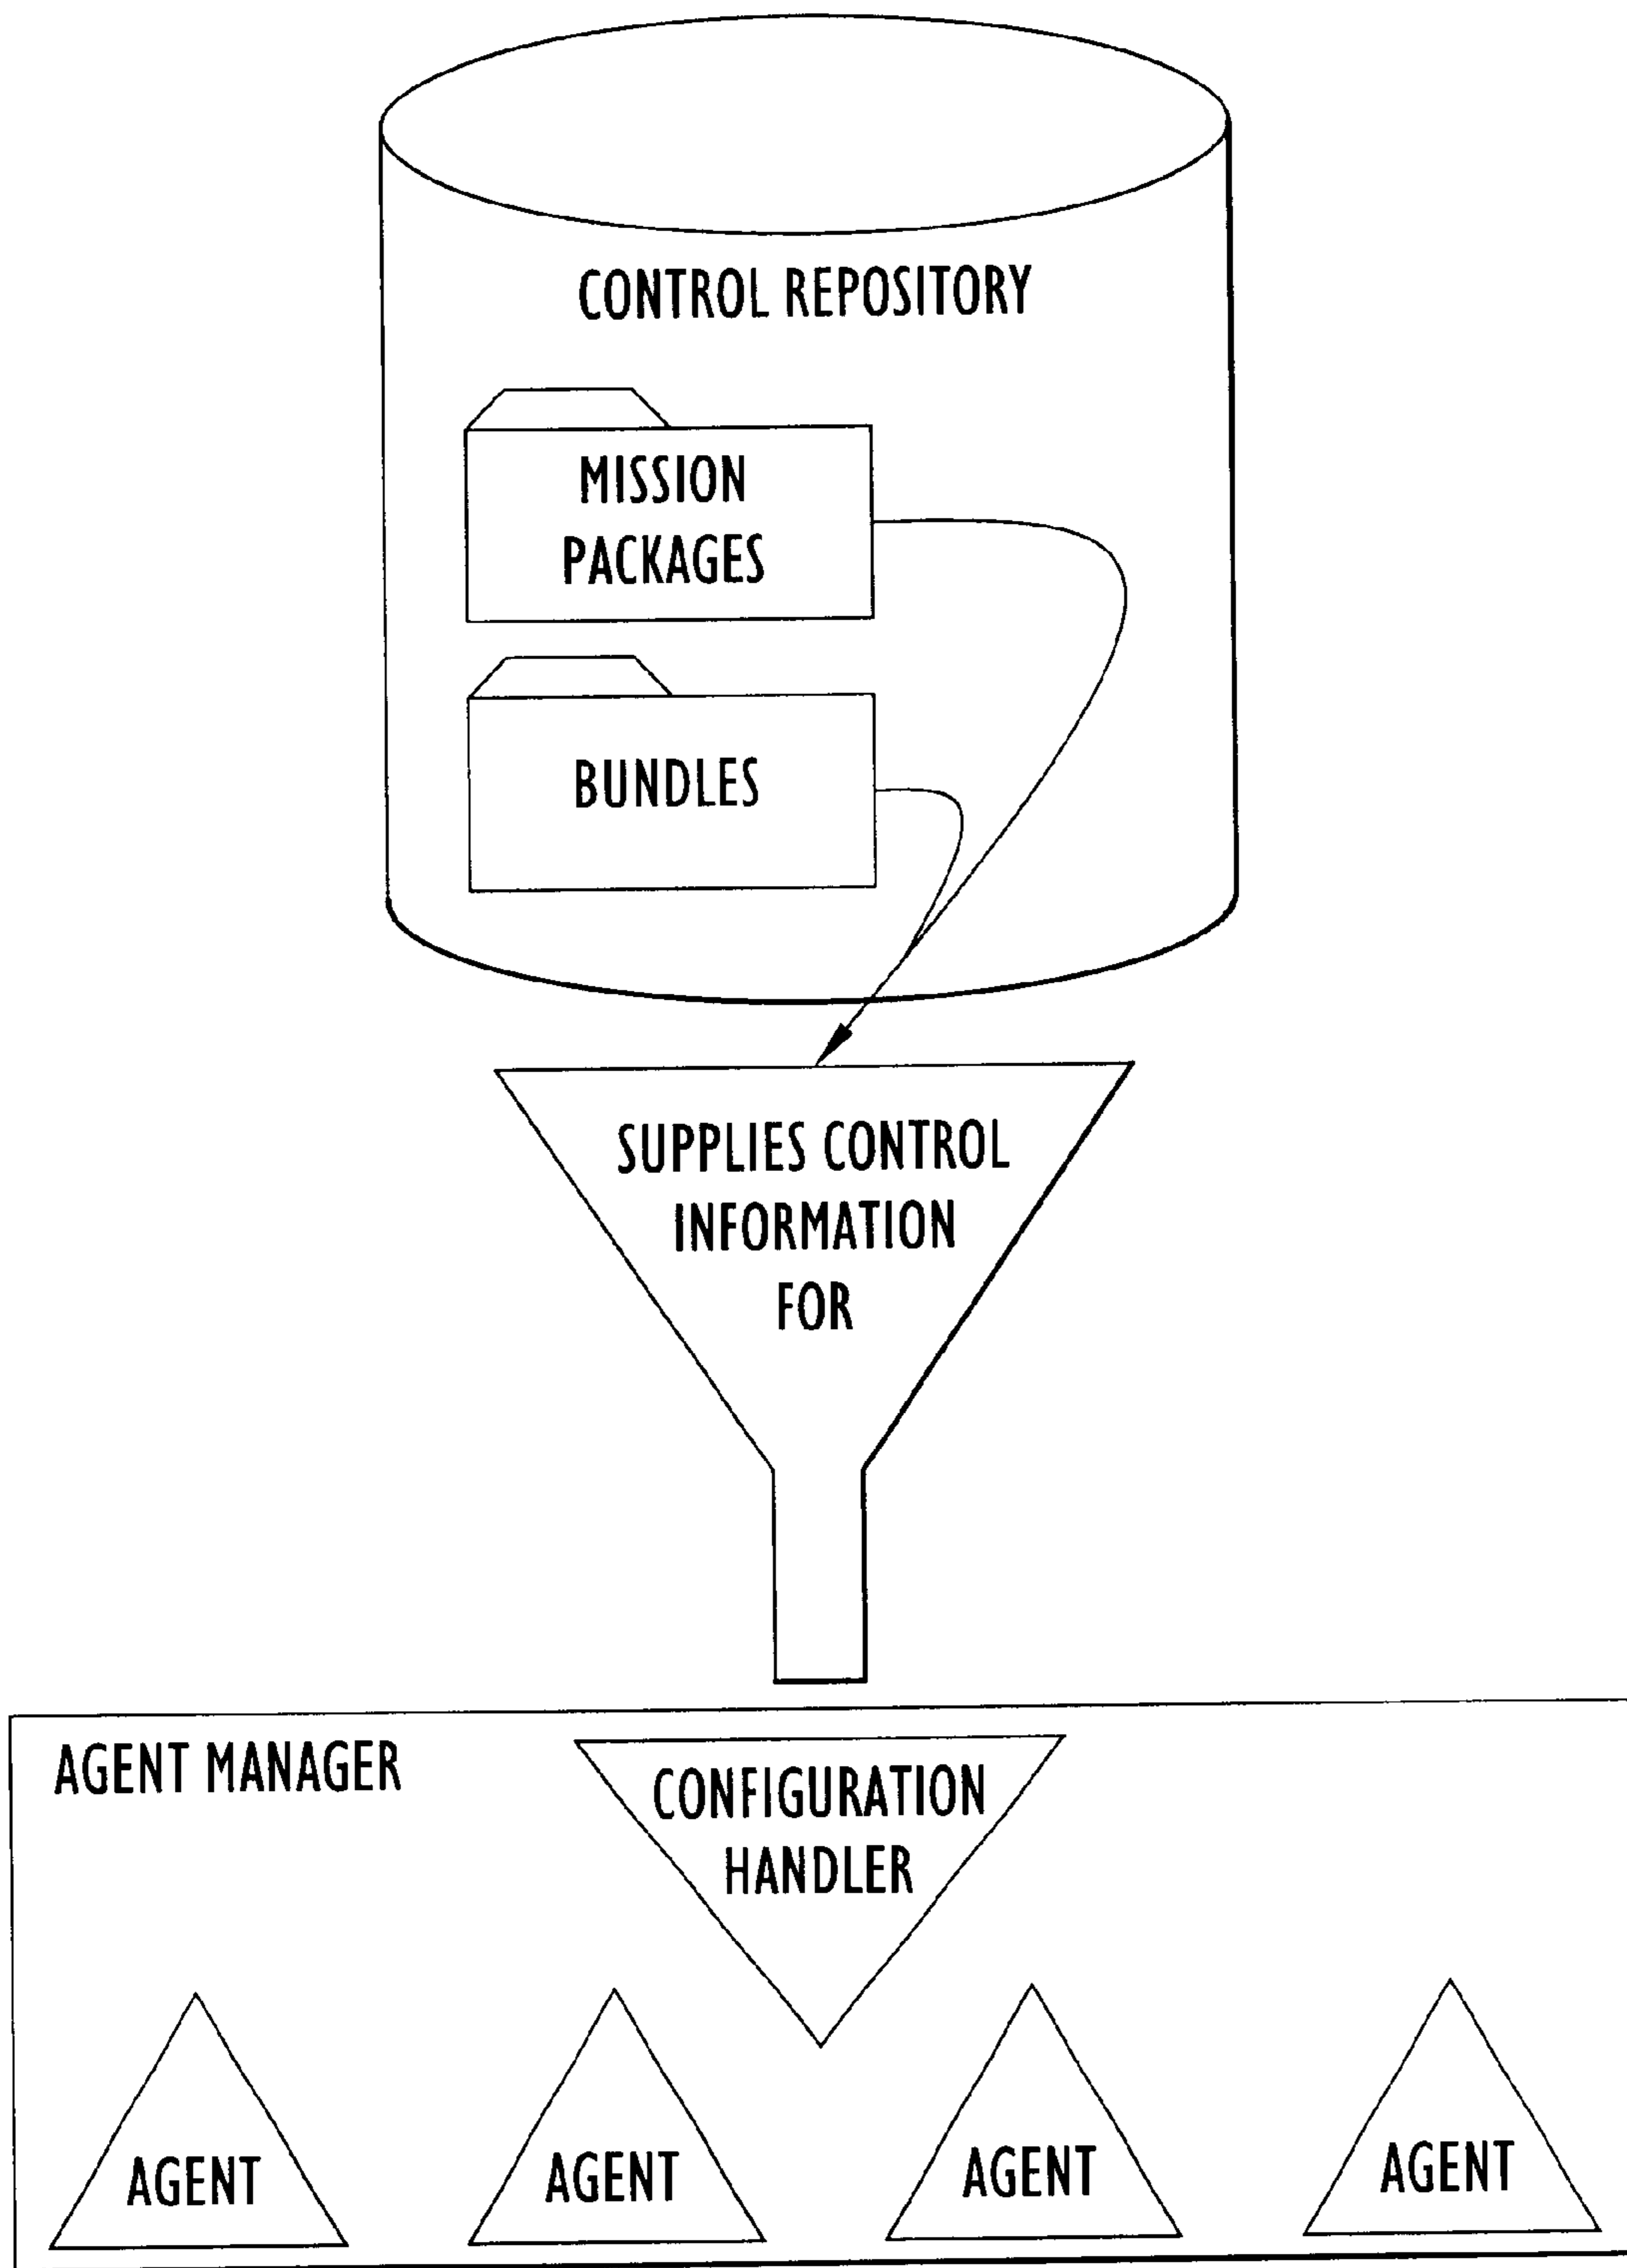 CONTROL REPOSITORY
MISSION
PACKAGES
BUNDLES
SUPPLIES CONTROL
INFORMATION
FOR
AGENT MANAGER
CONFIGURATION
HANDLER
AGENT
AGENT
AGENT
AGENT